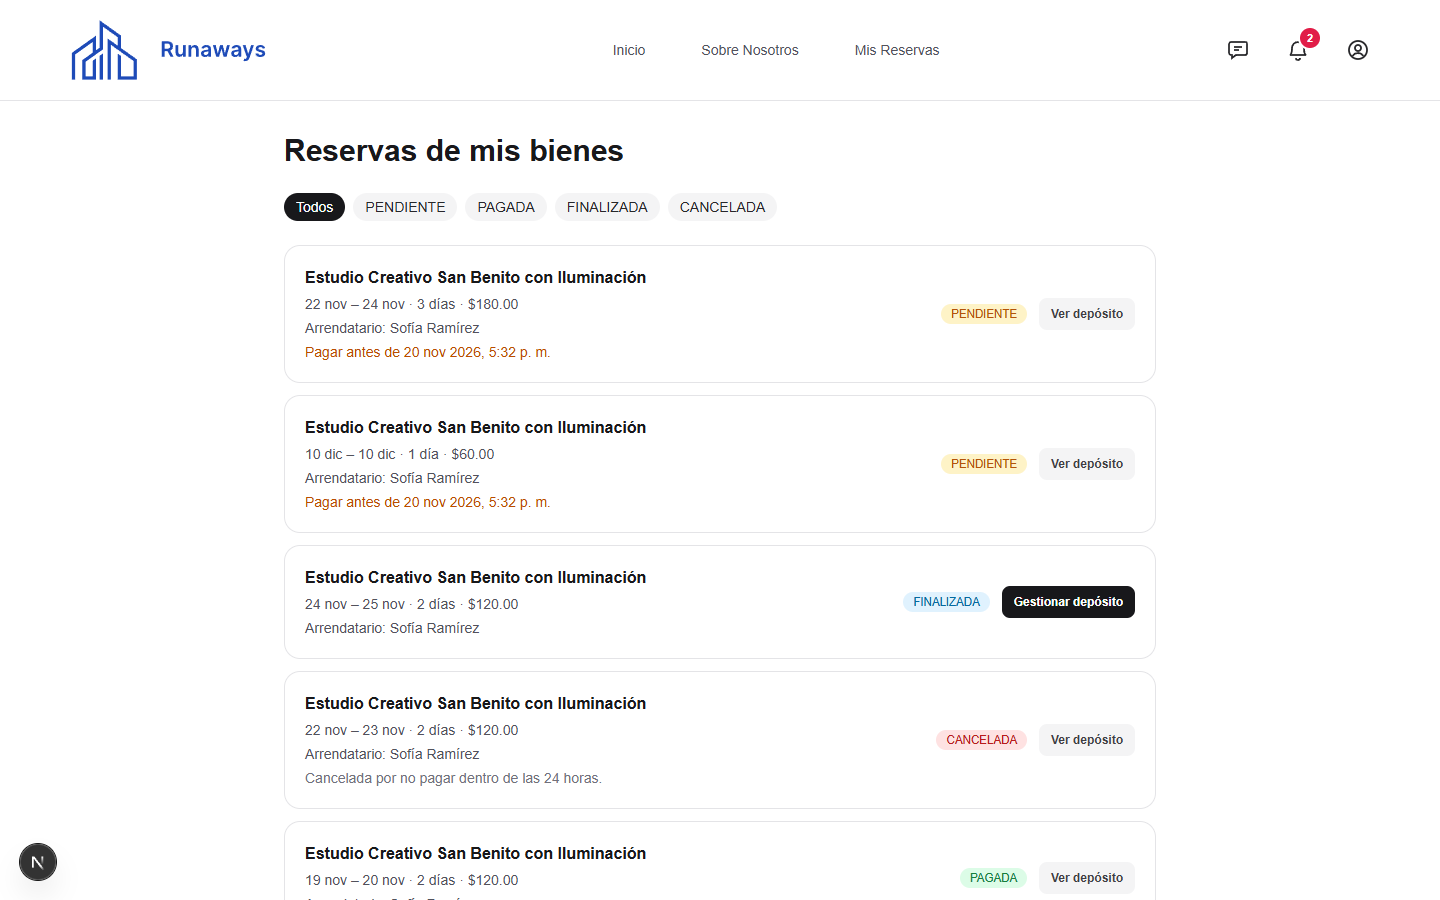 Runaways
Inicio
Sobre Nosotros
Mis Reservas
2
Reservas de mis bienes
Todos
PENDIENTE
PAGADA
FINALIZADA
CANCELADA
Estudio Creativo San Benito con Iluminación
22 nov – 24 nov · 3 días · $180.00
Arrendatario: Sofía Ramírez
Pagar antes de 20 nov 2026, 5:32 p. m.
PENDIENTE
Ver depósito
Estudio Creativo San Benito con Iluminación
10 dic – 10 dic · 1 día · $60.00
Arrendatario: Sofía Ramírez
Pagar antes de 20 nov 2026, 5:32 p. m.
PENDIENTE
Ver depósito
Estudio Creativo San Benito con Iluminación
24 nov – 25 nov · 2 días · $120.00
Arrendatario: Sofía Ramírez
FINALIZADA
Gestionar depósito
Estudio Creativo San Benito con Iluminación
22 nov – 23 nov · 2 días · $120.00
Arrendatario: Sofía Ramírez
Cancelada por no pagar dentro de las 24 horas.
CANCELADA
Ver depósito
Estudio Creativo San Benito con Iluminación
19 nov – 20 nov · 2 días · $120.00
PAGADA
Ver depósito
N